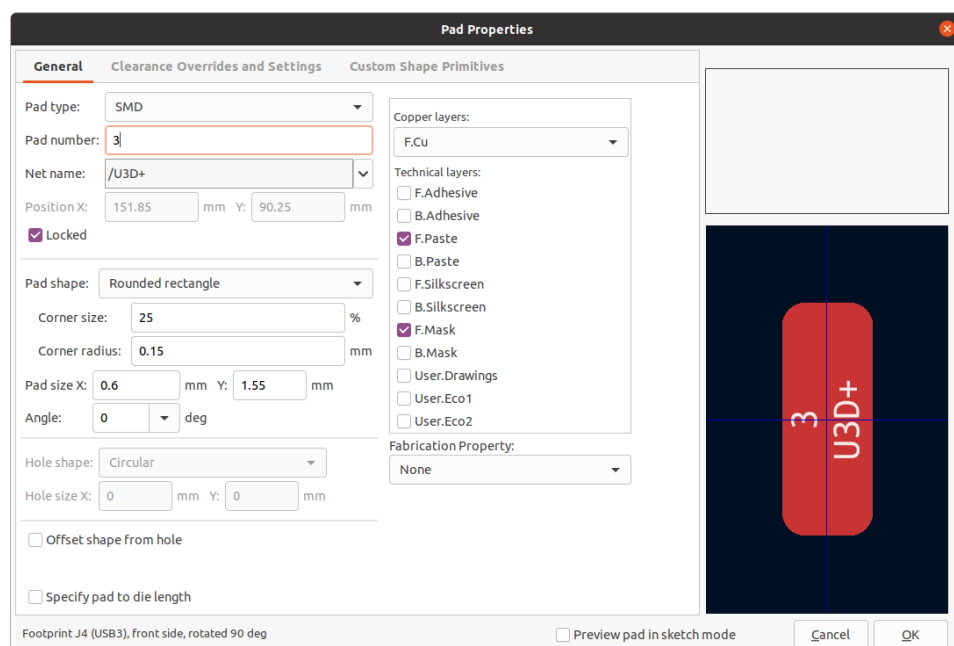 Pad Properties
General Clearance Overrides and Settings Custom Shape Primitives
Pad type: SMD
Pad number: 3
Net name: /U3D+
Position X: 151.85 mm Y: 90.25 mm
Locked
Pad shape: Rounded rectangle
Corner size: 25 %
Corner radius: 0.15 mm
Pad size X: 0.6 mm Y: 1.55 mm
Angle: 0 deg
Hole shape: Circular
Hole size X: 0 mm Y: 0 mm
Offset shape from hole
Specify pad to die length
Copper layers:
F.Cu
Technical layers:
F.Adhesive
B.Adhesive
F.Paste
B.Paste
F.Silkscreen
B.Silkscreen
F.Mask
B.Mask
User.Drawings
User.Eco1
User.Eco2
Fabrication Property:
None
3
U3D+
Footprint J4 (USB3), front side, rotated 90 deg
Preview pad in sketch mode
Cancel OK